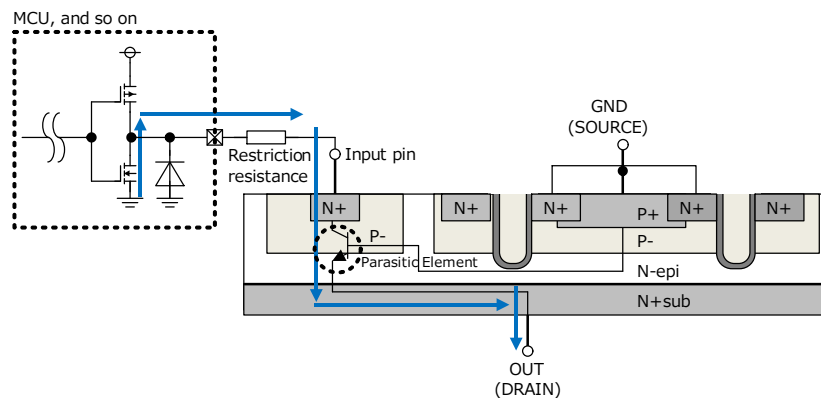 MCU, and so on
GND
(SOURCE)
Restriction
resistance
Input pin
N+
N+
N+
P+
N+
N+
P-
P-
Parasitic Element
N-epi
N+sub
OUT
(DRAIN)